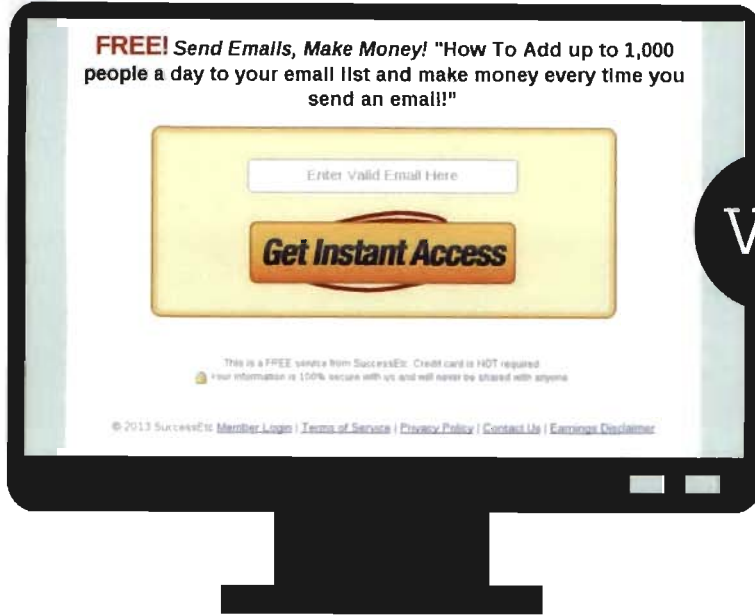 FREE! Send Emails, Make Money! "How To Add up to 1,000
people a day to your email list and make money every time you
send an email!"
Enter Valid Email Here
Get Instant Access
This is a FREE service from SuccessEtc. Credit card is NOT required
Your information is 100% secure with us and will never be shared with anyone
© 2013 SuccessEtc Member Login | Terms of Service | Privacy Policy | Contact Us | Earnings Disclaimer
V